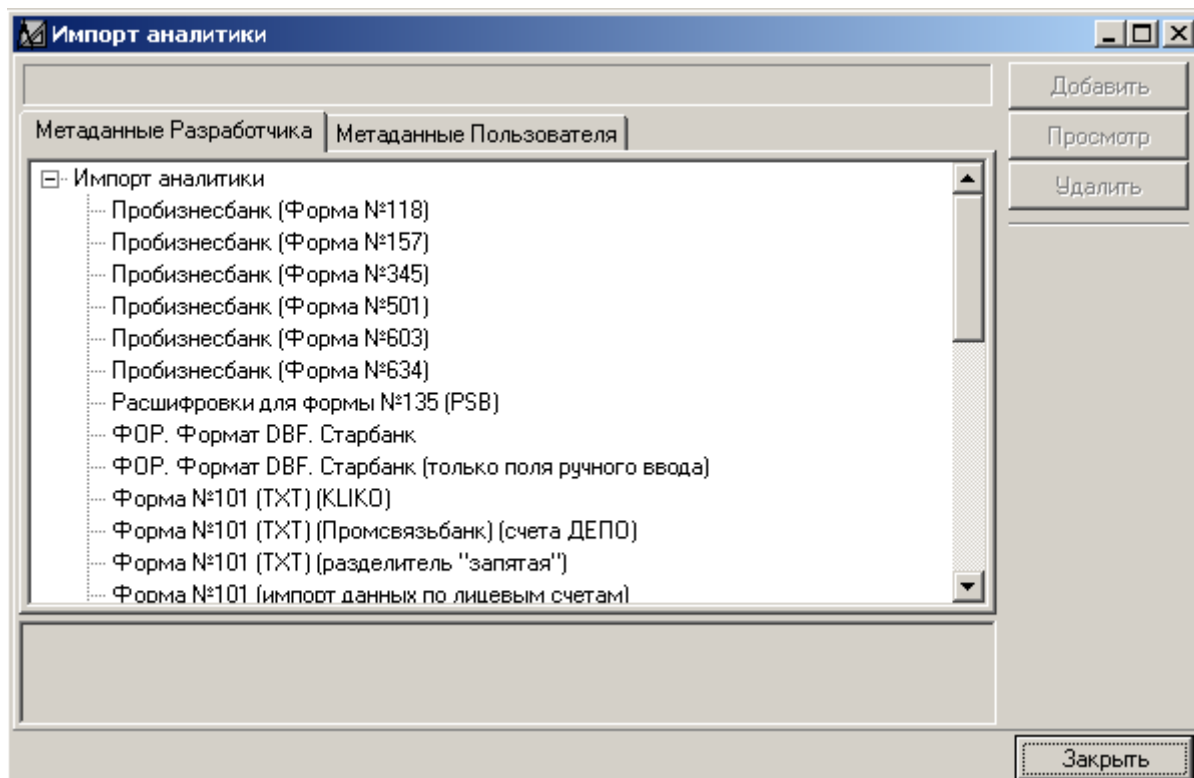 Импорт аналитики
Добавить
Метаданные Разработчика Метаданные Пользователя
Просмотр
Удалить
Импорт аналитики
Пробизнесбанк (Форма №118)
Пробизнесбанк (Форма №157)
Пробизнесбанк (Форма №345)
Пробизнесбанк (Форма №501)
Пробизнесбанк (Форма №603)
Пробизнесбанк (Форма №634)
Расшифровки для формы №135 (PSB)
ФОР. Формат DBF. Старбанк
ФОР. Формат DBF. Старбанк (только поля ручного ввода)
Форма №101 (TXT) (KLIKO)
Форма №101 (TXT) (Промсвязьбанк) (счета ДЕПО)
Форма №101 (TXT) (разделитель "запятая")
Форма №101 (импорт данных по лицевым счетам)
Закрыть